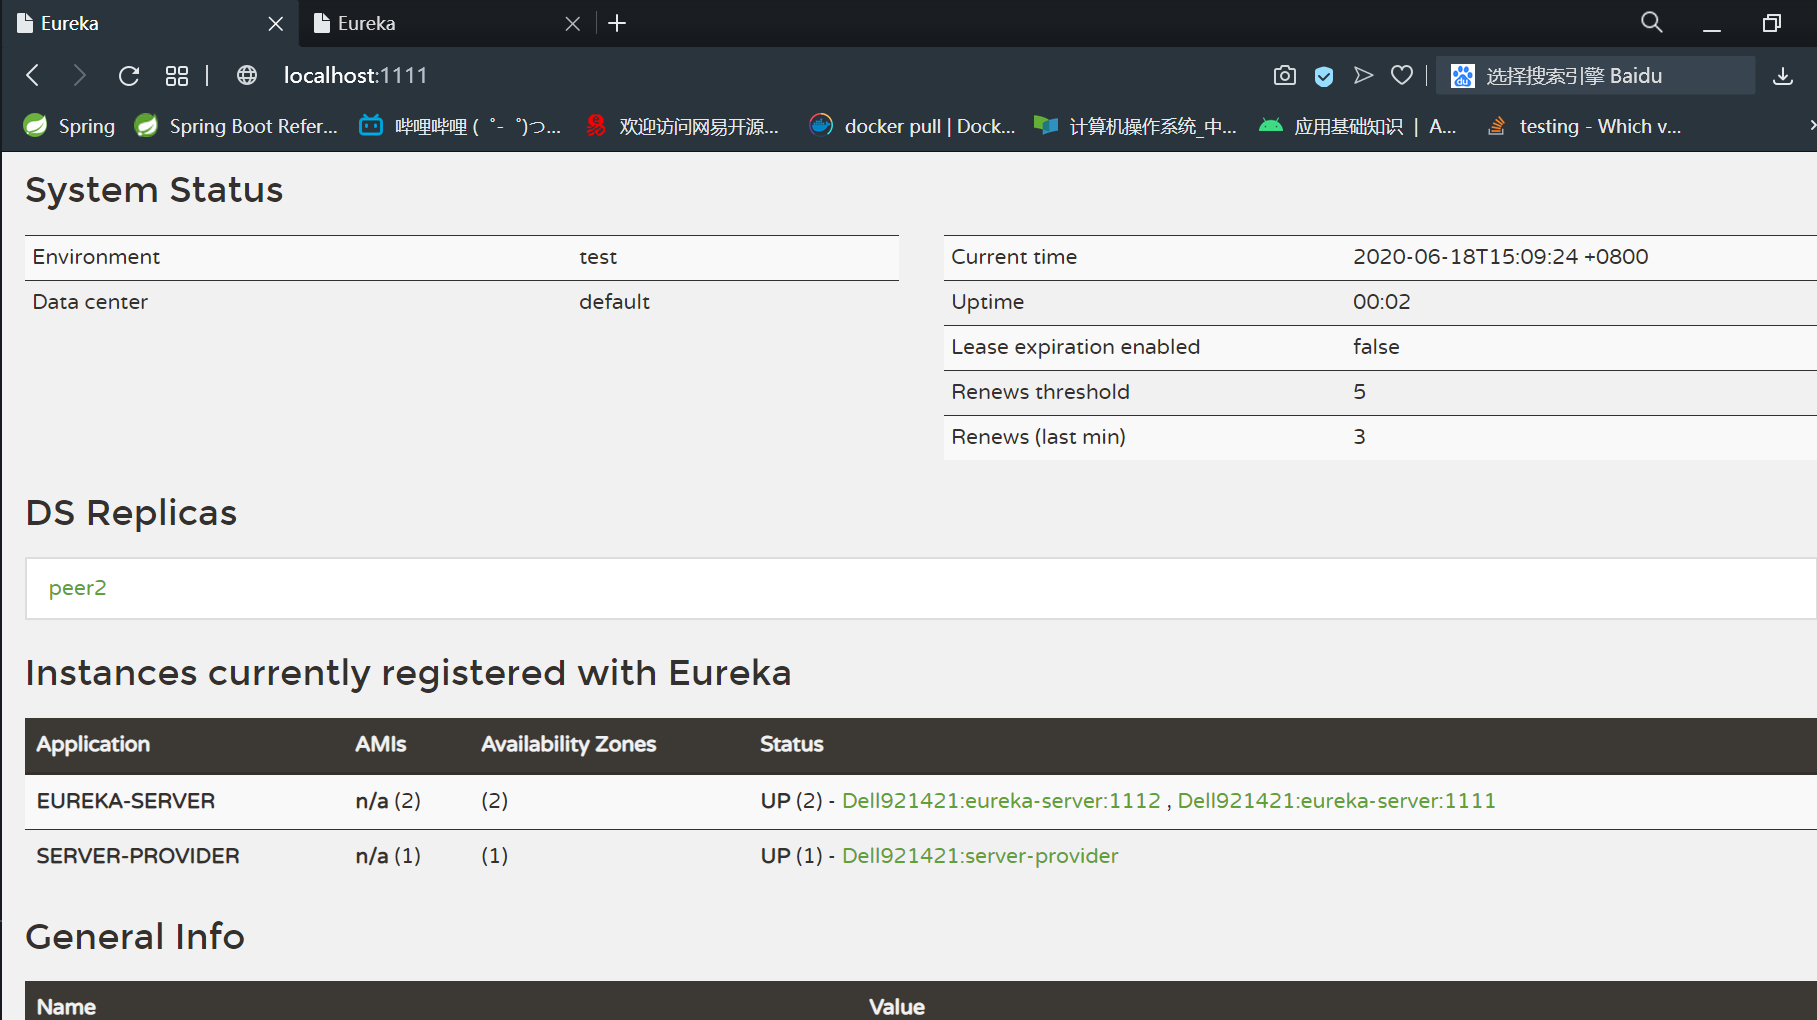 Eureka Eureka
localhost:1111 选择搜索引擎 Baidu
Spring Spring Boot Refer... 哔哩哔哩 ( ゜- ゜)つ... 欢迎访问网易开源... docker pull | Dock... 计算机操作系统_中... 应用基础知识 | A... testing - Which v...
System Status
Environment test Current time 2020-06-18T15:09:24 +0800
Data center default Uptime 00:02
Lease expiration enabled false
Renews threshold 5
Renews (last min) 3
DS Replicas
peer2
Instances currently registered with Eureka
Application AMIs Availability Zones Status
EUREKA-SERVER n/a (2) (2) UP (2) - Dell921421:eureka-server:1112 , Dell921421:eureka-server:1111
SERVER-PROVIDER n/a (1) (1) UP (1) - Dell921421:server-provider
General Info
Name Value